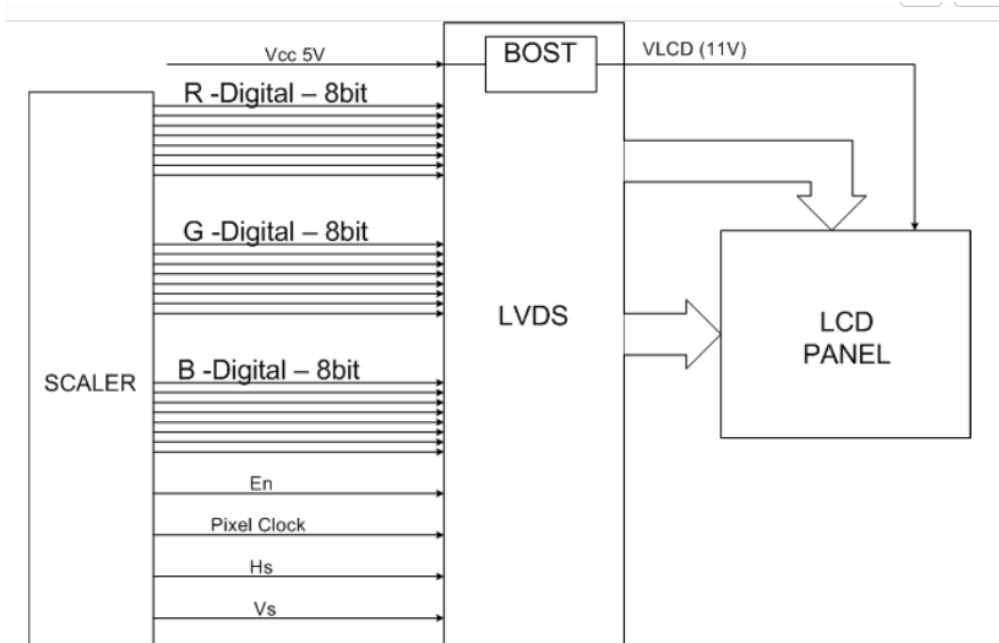 Vcc 5V
BOST
VLCD (11V)
R -Digital – 8bit
G -Digital – 8bit
LVDS
LCD
PANEL
B -Digital – 8bit
SCALER
En
Pixel Clock
Hs
Vs